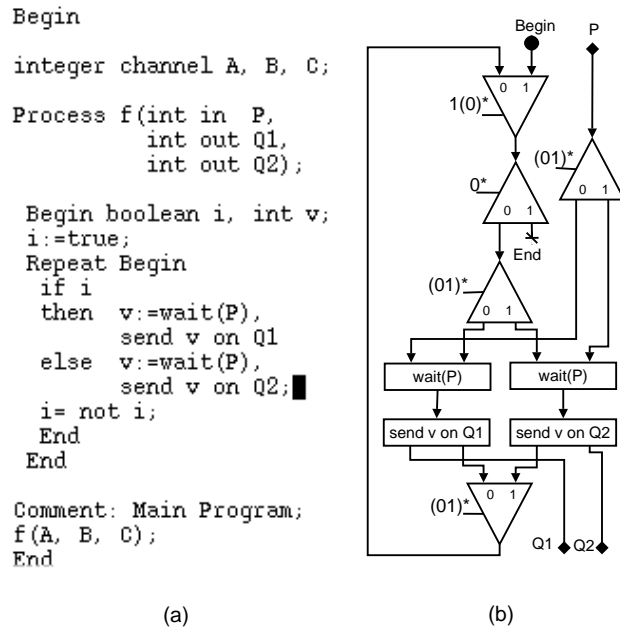 Begin
integer channel A, B, C;
Process f(int in P,
int out Q1,
int out Q2);
Begin boolean i, int v;
i:=true;
Repeat Begin
if i
then v:=wait(P),
send v on Q1
else v:=wait(P),
send v on Q2;
i= not i;
End
End
Comment: Main Program;
f(A, B, C);
End
(a)
Begin
P
0 1
1(0)*
(01)*
0 1
0*
0 1
End
(01)*
0 1
wait(P)
wait(P)
send v on Q1
send v on Q2
0 1
(01)*
Q1
Q2
(b)